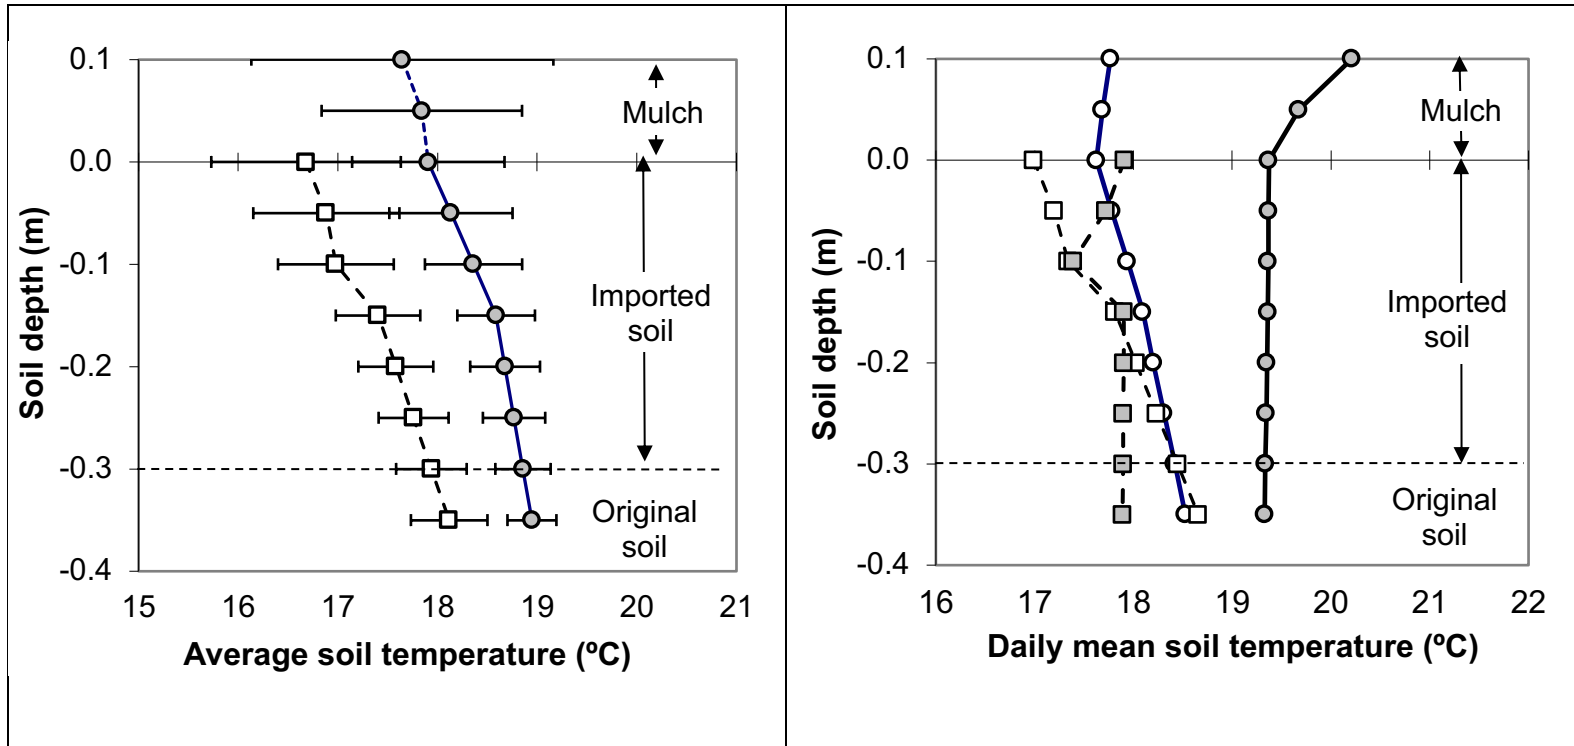 0.1
0.0
-0.1
-0.2
-0.3
-0.4
15 16 17 18 19 20 21
Soil depth (m)
Average soil temperature (ºC)
Mulch
Imported
soil
Original
soil
0.1
0.0
-0.1
-0.2
-0.3
-0.4
16 17 18 19 20 21 22
Soil depth (m)
Daily mean soil temperature (ºC)
Mulch
Imported
soil
Original
soil